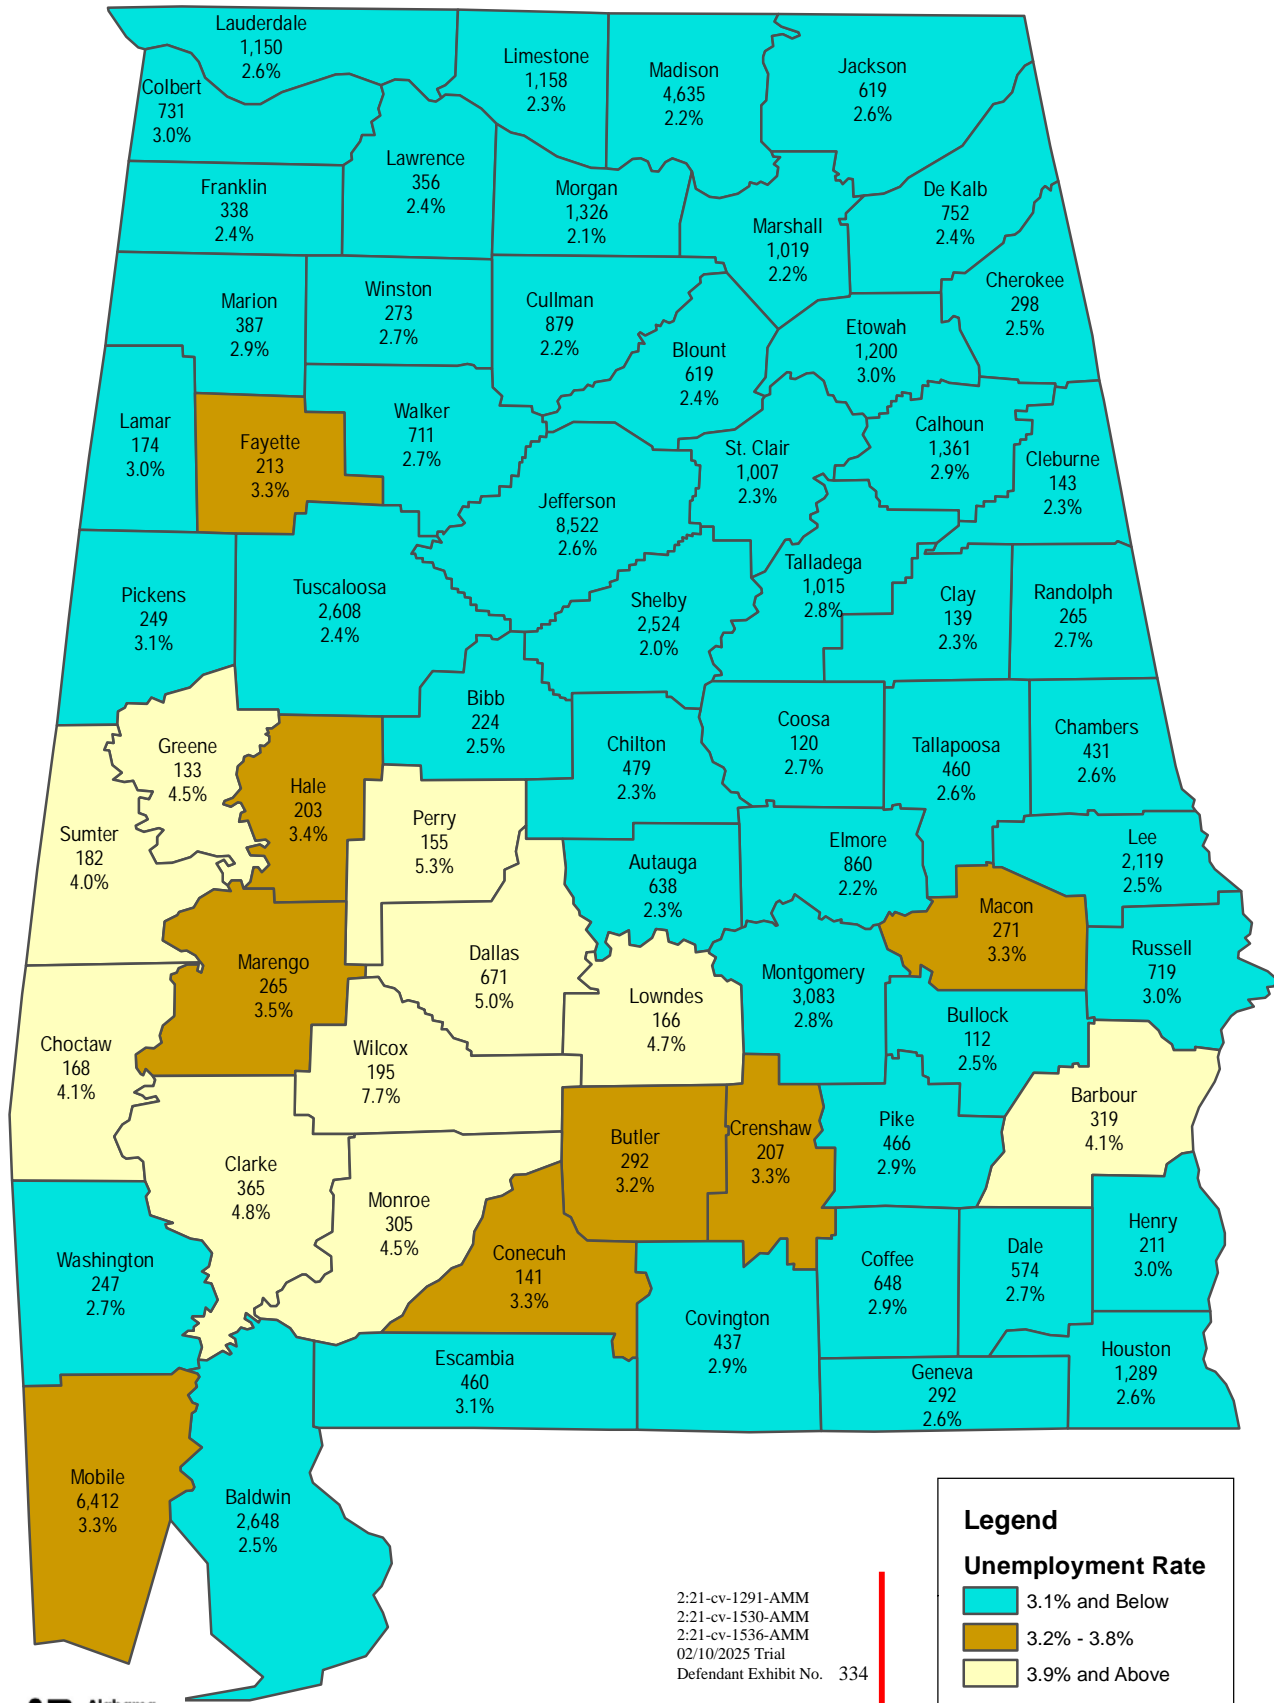 Lauderdale
1,150
2.6%
Limestone
1,158
2.3%
Madison
4,635
2.2%
Jackson
619
2.6%
Colbert
731
3.0%
Lawrence
356
2.4%
Franklin
338
2.4%
Morgan
1,326
2.1%
Marshall
1,019
2.2%
De Kalb
752
2.4%
Cherokee
298
2.5%
Marion
387
2.9%
Winston
273
2.7%
Cullman
879
2.2%
Blount
619
2.4%
Etowah
1,200
3.0%
Lamar
174
3.0%
Fayette
213
3.3%
Walker
711
2.7%
St. Clair
1,007
2.3%
Calhoun
1,361
2.9%
Cleburne
143
2.3%
Jefferson
8,522
2.6%
Pickens
249
3.1%
Tuscaloosa
2,608
2.4%
Shelby
2,524
2.0%
Talladega
1,015
2.8%
Clay
139
2.3%
Randolph
265
2.7%
Bibb
224
2.5%
Greene
133
4.5%
Hale
203
3.4%
Chilton
479
2.3%
Coosa
120
2.7%
Tallapoosa
460
2.6%
Chambers
431
2.6%
Sumter
182
4.0%
Perry
155
5.3%
Autauga
638
2.3%
Elmore
860
2.2%
Lee
2,119
2.5%
Macon
271
3.3%
Russell
719
3.0%
Marengo
265
3.5%
Dallas
671
5.0%
Lowndes
166
4.7%
Montgomery
3,083
2.8%
Bullock
112
2.5%
Choctaw
168
4.1%
Wilcox
195
7.7%
Barbour
319
4.1%
Butler
292
3.2%
Crenshaw
207
3.3%
Pike
466
2.9%
Clarke
365
4.8%
Monroe
305
4.5%
Conecuh
141
3.3%
Henry
211
3.0%
Washington
247
2.7%
Coffee
648
2.9%
Dale
574
2.7%
Covington
437
2.9%
Escambia
460
3.1%
Geneva
292
2.6%
Houston
1,289
2.6%
Mobile
6,412
3.3%
Baldwin
2,648
2.5%
Legend
Unemployment Rate
3.1% and Below
3.2% - 3.8%
3.9% and Above
2:21-cv-1291-AMM
2:21-cv-1530-AMM
2:21-cv-1536-AMM
02/10/2025 Trial
Defendant Exhibit No. 334